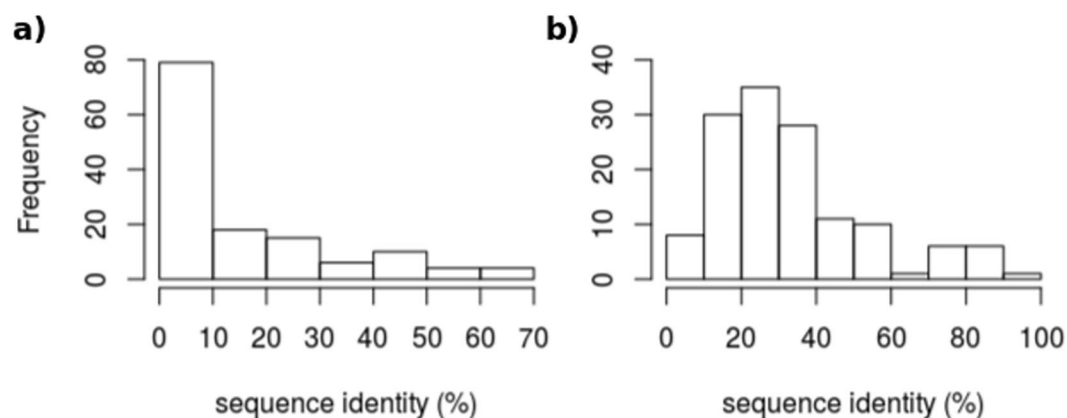 a)
Frequency
0 20 40 60 80
0 10 20 30 40 50 60 70
sequence identity (%)
b)
0 10 20 30 40
0 20 40 60 80 100
sequence identity (%)